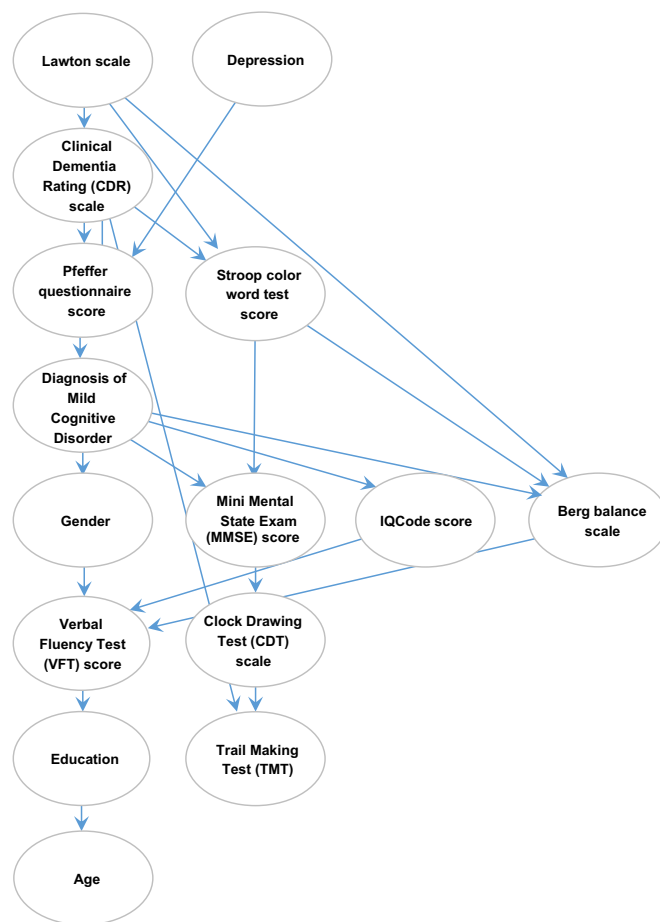 Lawton scale
Depression
Clinical
Dementia
Rating (CDR)
scale
Pfeffer
questionnaire
score
Stroop color
word test
score
Diagnosis of
Mild
Cognitive
Disorder
Gender
Mini Mental
State Exam
(MMSE) score
IQCode score
Berg balance
scale
Verbal
Fluency Test
(VFT) score
Clock Drawing
Test (CDT)
scale
Education
Trail Making
Test (TMT)
Age